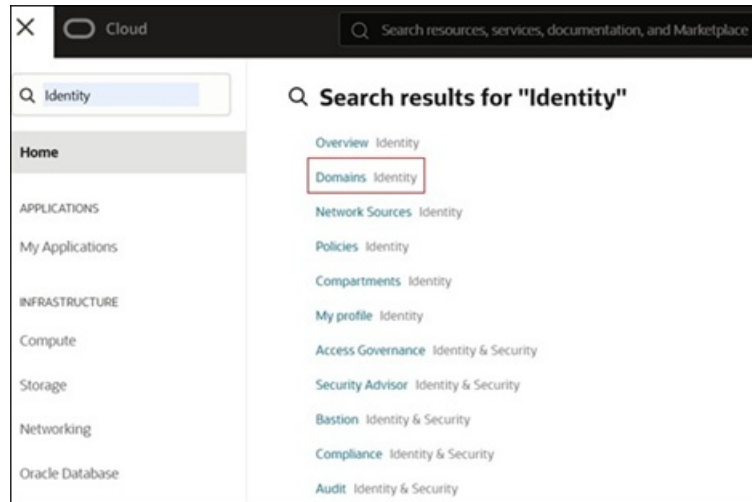 Cloud
Search resources, services, documentation, and Marketplace
Identity
Home
APPLICATIONS
My Applications
INFRASTRUCTURE
Compute
Storage
Networking
Oracle Database
Search results for "Identity"
Overview Identity
Domains Identity
Network Sources Identity
Policies Identity
Compartments Identity
My profile Identity
Access Governance Identity & Security
Security Advisor Identity & Security
Bastion Identity & Security
Compliance Identity & Security
Audit Identity & Security